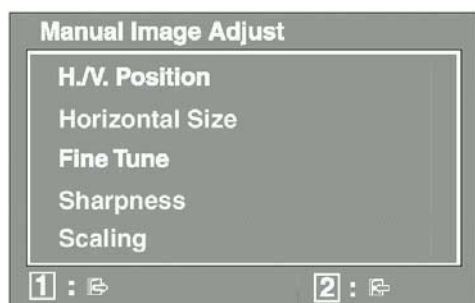 Manual Image Adjust
H./V. Position
Horizontal Size
Fine Tune
Sharpness
Scaling
1 : 2 :